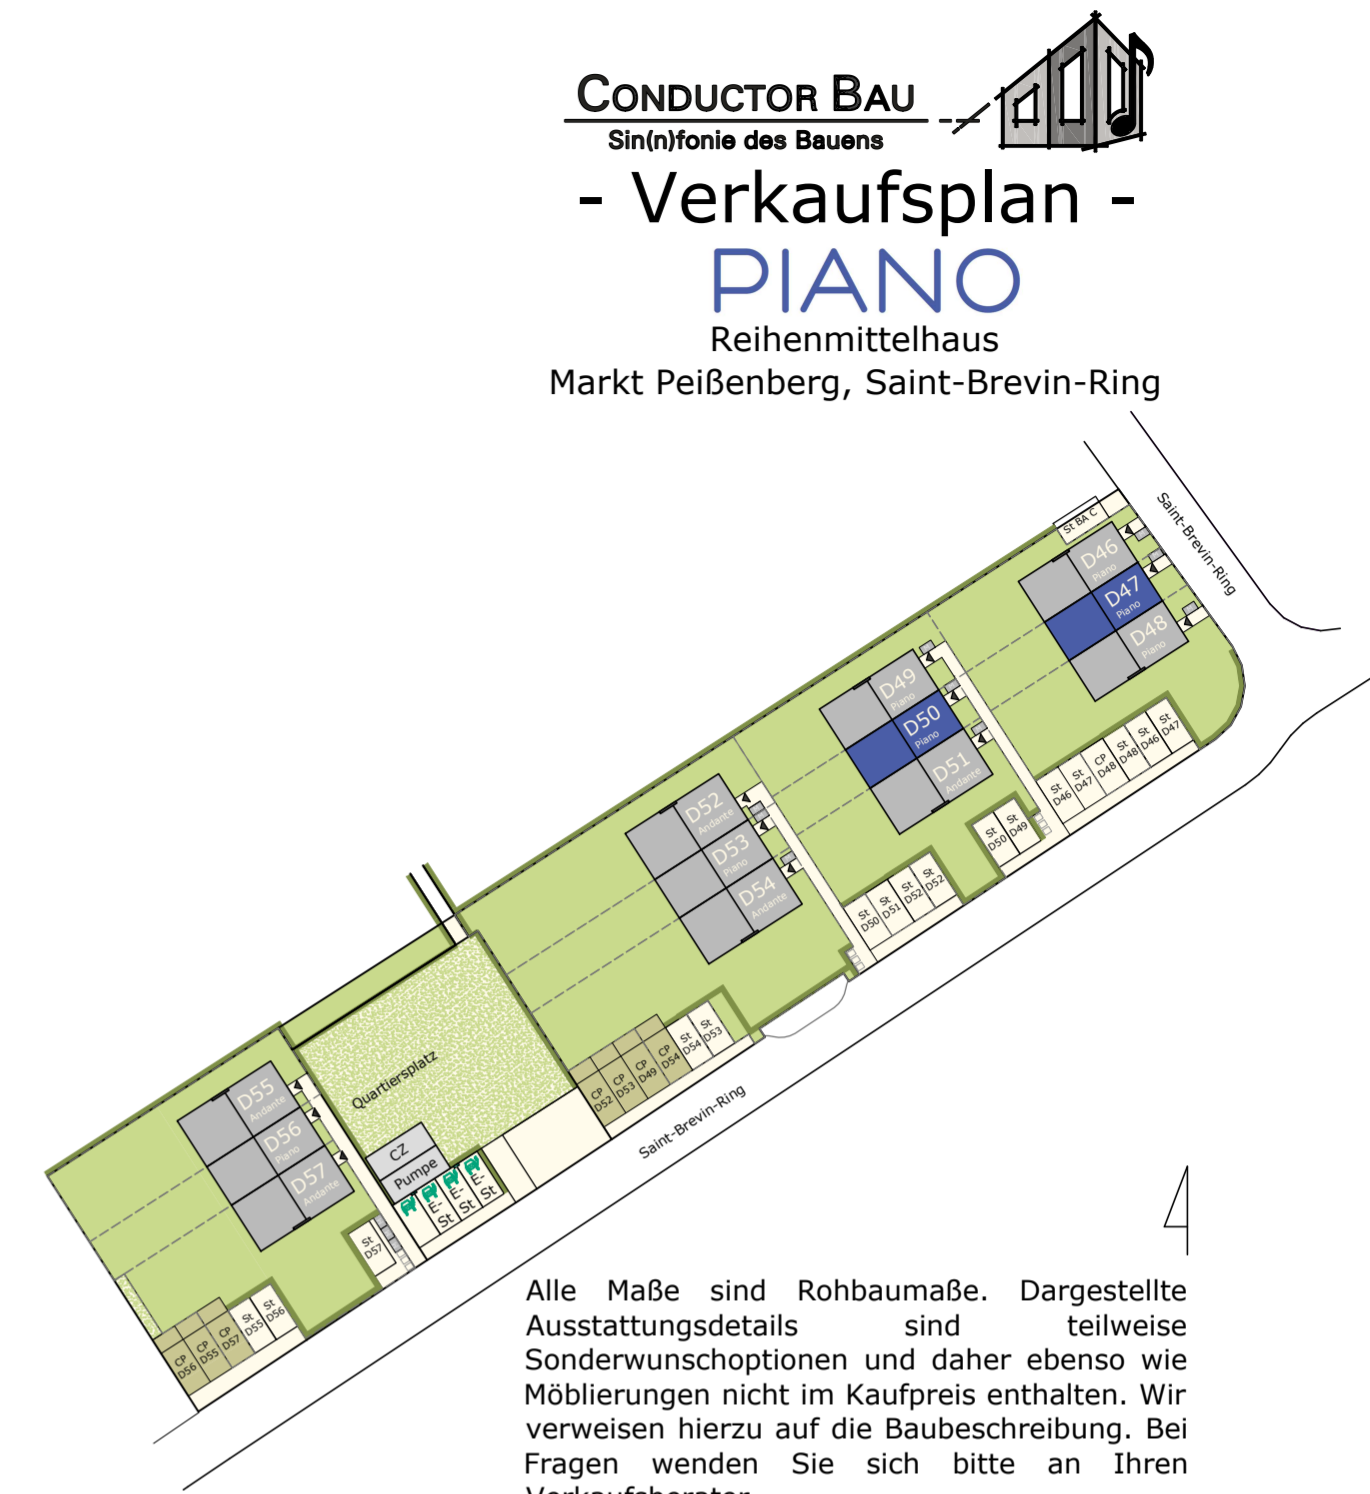 CONDUCTOR BAU
Sin(n)fonie des Bauens
- Verkaufsplan -
PIANO
Reihenmittelhaus
Markt Peißenberg, Saint-Brevin-Ring
Saint-Brevin-Ring
St BA C
D46
Piano
D47
Piano
D48
Piano
D49
Piano
D50
Piano
D51
Andante
St D46
St D47
CP D48
St D48
St D46
St D47
D52
Andante
D53
Piano
D54
Andante
St D50
St D49
St D50
St D51
St D52
St D52
Quartiersplatz
CP D52
CP D53
CP D49
CP D54
St D54
St D53
Saint-Brevin-Ring
D55
Andante
D56
Piano
D57
Andante
CZ
Pumpe
E-St
E-St
E-St
St D57
CP D56
CP D55
CP D57
St D55
St D56
Alle Maße sind Rohbaumaße. Dargestellte
Ausstattungsdetails sind teilweise
Sonderwunschoptionen und daher ebenso wie
Möblierungen nicht im Kaufpreis enthalten. Wir
verweisen hierzu auf die Baubeschreibung. Bei
Fragen wenden Sie sich bitte an Ihren